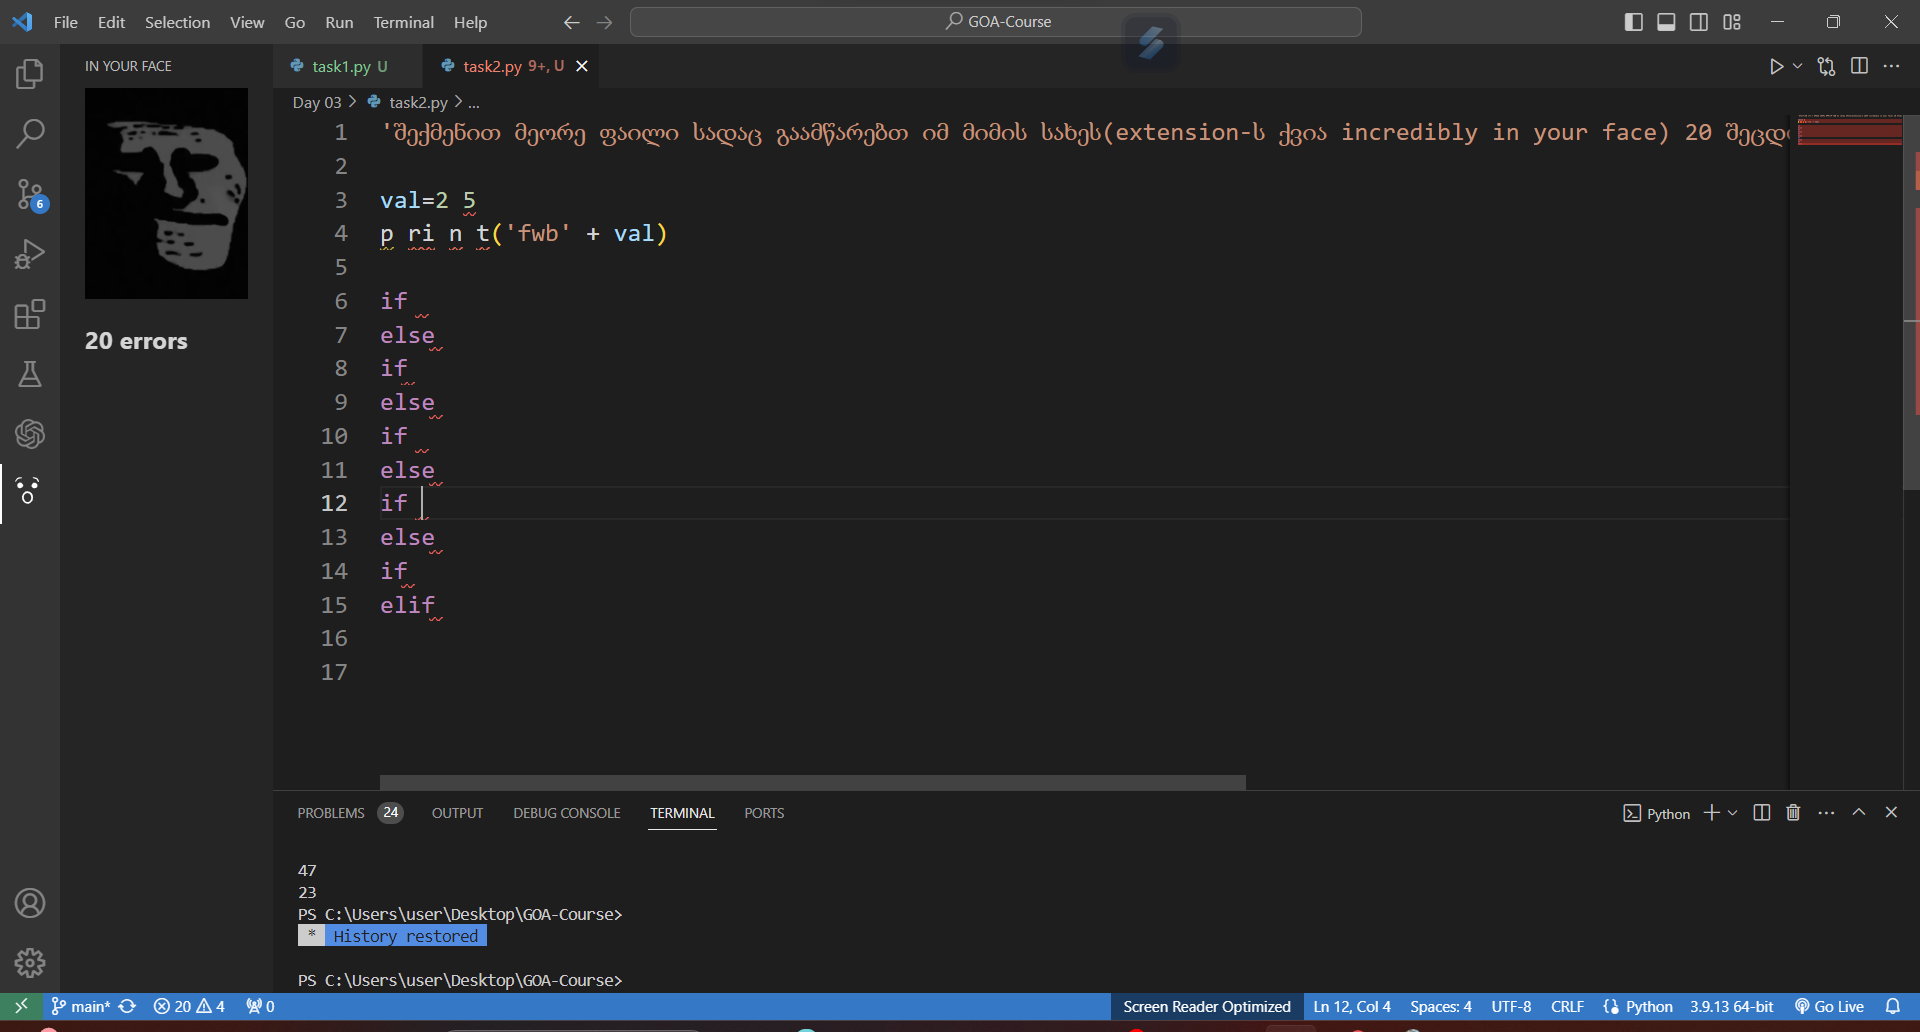 File Edit Selection View Go Run Terminal Help
GOA-Course
IN YOUR FACE
20 errors
task1.py U
task2.py 9+, U
Day 03 > task2.py > ...
1 'შექმენით მეორე ფაილი სადაც გაამწარებთ იმ მიმის სახეს(extension-ს ქვია incredibly in your face) 20
2
3 val=2 5
4 p ri n t('fwb' + val)
5
6 if
7 else
8 if
9 else
10 if
11 else
12 if
13 else
14 if
15 elif
16
17
6
PROBLEMS 24 OUTPUT DEBUG CONSOLE TERMINAL PORTS
Python
47
23
PS C:\Users\user\Desktop\GOA-Course>
* History restored
PS C:\Users\user\Desktop\GOA-Course>
main* 20 4 0
Screen Reader Optimized Ln 12, Col 4 Spaces: 4 UTF-8 CRLF Python 3.9.13 64-bit Go Live